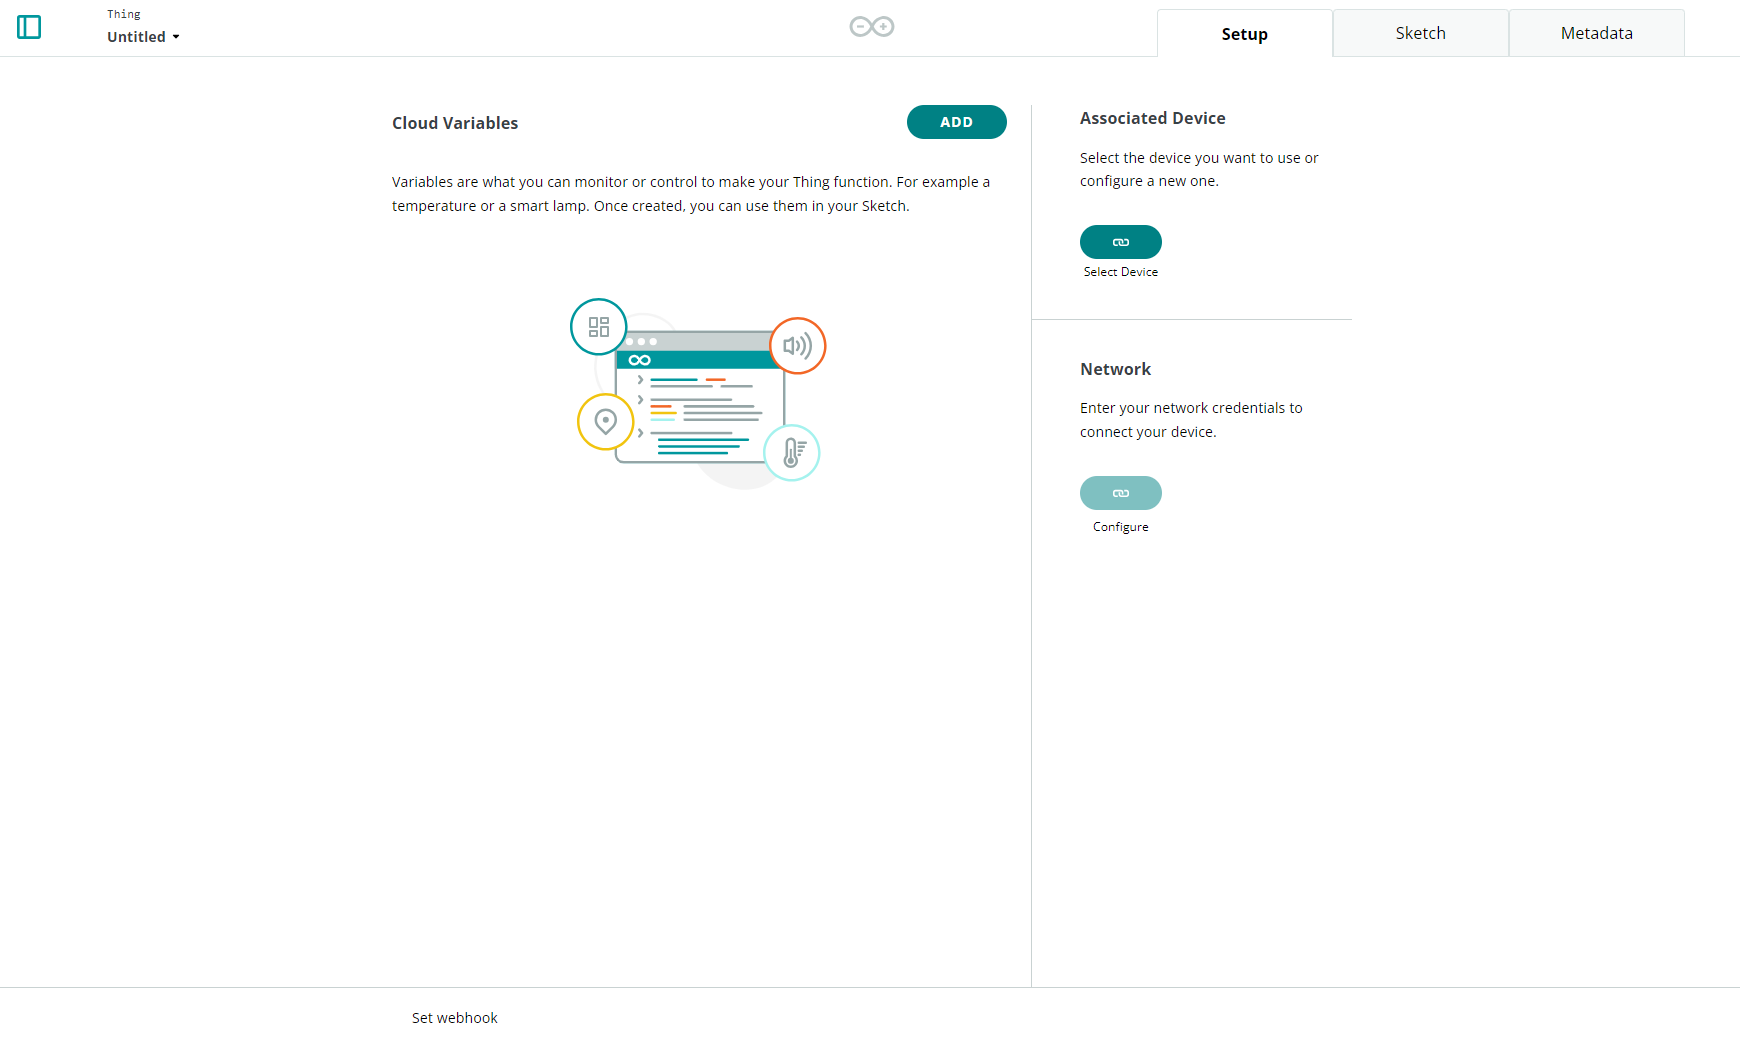 Thing
Untitled
Setup
Sketch
Metadata
Cloud Variables
ADD
Variables are what you can monitor or control to make your Thing function. For example a
temperature or a smart lamp. Once created, you can use them in your Sketch.
Associated Device
Select the device you want to use or
configure a new one.
Select Device
Network
Enter your network credentials to
connect your device.
Configure
Set webhook